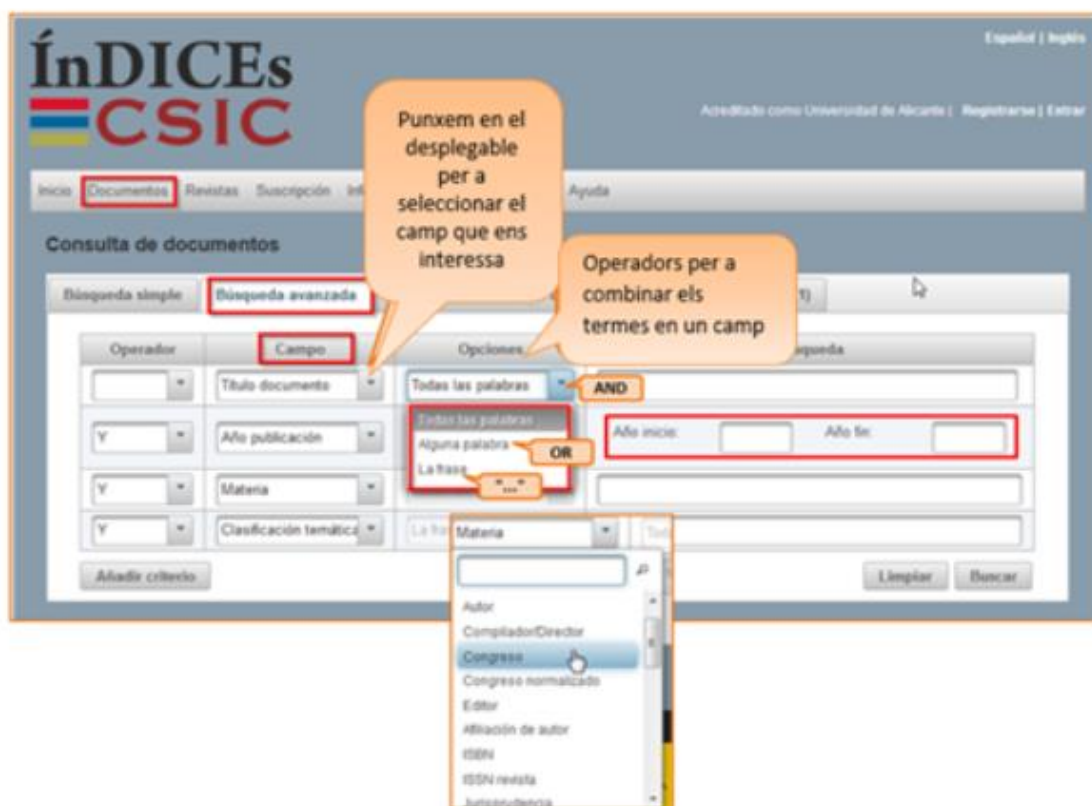 Español | Inglés
ÍnDICEs
CSIC
Acreditado como Universidad de Alicante | Registrarse | Entrar
Punxem en el
desplegable
per a
seleccionar el
camp que ens
interessa
Inicio Documentos Revistas Suscripción Ayuda
Consulta de documentos
Operadors per a
combinar els
termes en un camp
Búsqueda simple Búsqueda avanzada
Operador Campo Opciones
Título documento Todas las palabras AND
Todas las palabras
Y Año publicación Alguna palabra OR Año inicio: Año fin:
La frase "..."
Y Materia
Y Clasificación temática La Materia
Añadir criterio Limpiar Buscar
Autor
Compilador/Director
Congreso
Congreso normalizado
Editor
Afiliación de autor
ISBN
ISSN revista
Jurisprudencia